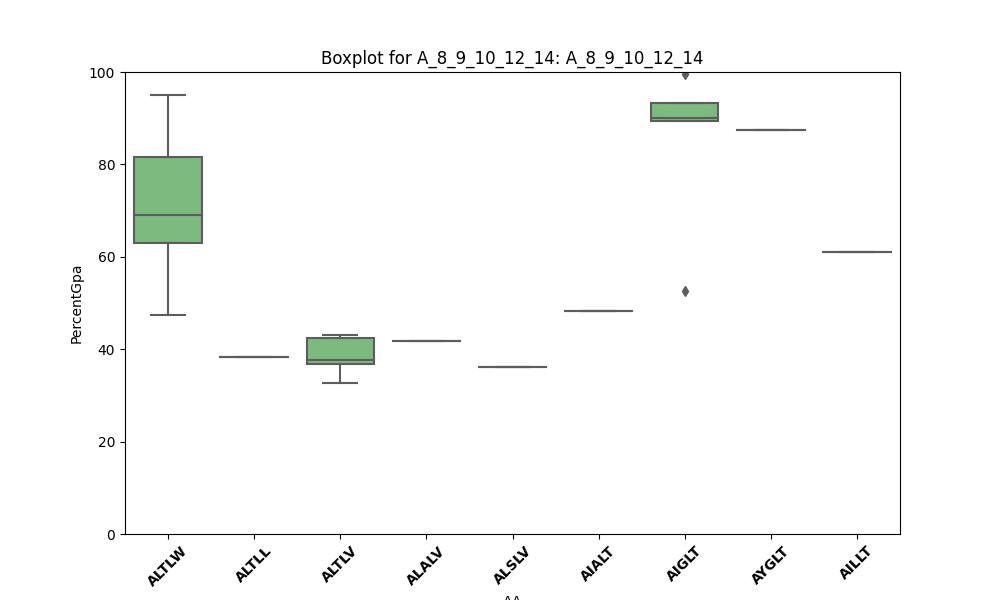 Boxplot for A_8_9_10_12_14: A_8_9_10_12_14
PercentGpa
100
80
60
40
20
0
ALTLW
ALTLL
ALTLV
ALALV
ALSLV
AIALT
AIGLT
AYGLT
AILLT
AA